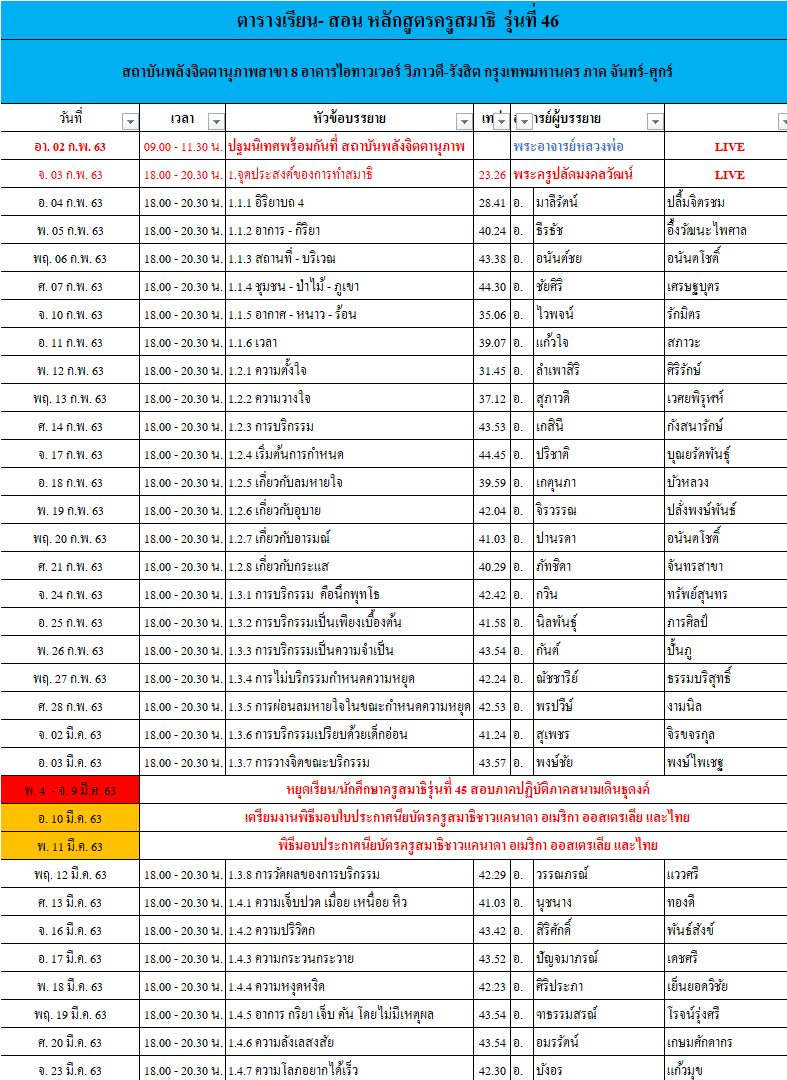 ตารางเรียน- สอน หลักสูตรครูสมาธิ รุ่นที่ 46
สถาบันพลังจิตตานุภาพสาขา 8 อาคารไอทาวเวอร์ วิภาวดี-รังสิต กรุงเทพมหานคร ภาค จันทร์-ศุกร์
วันที่ เวลา หัวข้อบรรยาย อาจารย์ผู้บรรยาย
อา. 02 ก.พ. 63 09.00 - 11.30 น. ปฐมนิเทศพร้อมกันที่ สถาบันพลังจิตตานุภาพ พระอาจารย์หลวงพ่อ LIVE
จ. 03 ก.พ. 63 18.00 - 20.30 น. 1.จุดประสงค์ของการทำสมาธิ 23.26 พระครูปลัดมงคลวัฒน์ LIVE
อ. 04 ก.พ. 63 18.00 - 20.30 น. 1.1.1 อิริยาบถ 4 28.41 อ. มาลีรัตน์ ปลื้มจิตรชม
พ. 05 ก.พ. 63 18.00 - 20.30 น. 1.1.2 อาการ - กิริยา 40.24 อ. ธีรธัช อึ้งวัฒนะไพศาล
พฤ. 06 ก.พ. 63 18.00 - 20.30 น. 1.1.3 สถานที่ - บริเวณ 43.38 อ. อนันต์ชย อนันตโชติ์
ศ. 07 ก.พ. 63 18.00 - 20.30 น. 1.1.4 ชุมชน - ป่าไม้ - ภูเขา 44.30 อ. ชัยศิริ เศรษฐบุตร
จ. 10 ก.พ. 63 18.00 - 20.30 น. 1.1.5 อากาศ - หนาว - ร้อน 35.06 อ. ไวพจน์ รักมิตร
อ. 11 ก.พ. 63 18.00 - 20.30 น. 1.1.6 เวลา 39.07 อ. แก้วใจ สภาวะ
พ. 12 ก.พ. 63 18.00 - 20.30 น. 1.2.1 ความตั้งใจ 31.45 อ. ลำเพาสิริ ศิริรักษ์
พฤ. 13 ก.พ. 63 18.00 - 20.30 น. 1.2.2 ความวางใจ 37.12 อ. สุภาวดี เวศยพิรุฬห์
ศ. 14 ก.พ. 63 18.00 - 20.30 น. 1.2.3 การบริกรรม 43.53 อ. เกสินี กังสนารักษ์
จ. 17 ก.พ. 63 18.00 - 20.30 น. 1.2.4 เริ่มต้นการกำหนด 44.45 อ. ปริชาติ บุณยรัตพันธุ์
อ. 18 ก.พ. 63 18.00 - 20.30 น. 1.2.5 เกี่ยวกับลมหายใจ 39.59 อ. เกตุนภา บัวหลวง
พ. 19 ก.พ. 63 18.00 - 20.30 น. 1.2.6 เกี่ยวกับอุบาย 42.04 อ. จิรวรรณ ปลั่งพงษ์พันธ์
พฤ. 20 ก.พ. 63 18.00 - 20.30 น. 1.2.7 เกี่ยวกับอารมณ์ 41.03 อ. ปานรดา อนันตโชติ์
ศ. 21 ก.พ. 63 18.00 - 20.30 น. 1.2.8 เกี่ยวกับกระแส 40.29 อ. ภัทชิดา จันทรสาขา
จ. 24 ก.พ. 63 18.00 - 20.30 น. 1.3.1 การบริกรรม คือนึกพุทโธ 42.42 อ. กวิน ทรัพย์สุนทร
อ. 25 ก.พ. 63 18.00 - 20.30 น. 1.3.2 การบริกรรมเป็นเพียงเบื้องต้น 41.58 อ. นิลพันธุ์ ภารศิลป์
พ. 26 ก.พ. 63 18.00 - 20.30 น. 1.3.3 การบริกรรมเป็นความจำเป็น 43.54 อ. กันต์ ปั้นภู
พฤ. 27 ก.พ. 63 18.00 - 20.30 น. 1.3.4 การไม่บริกรรมกำหนดความหยุด 42.24 อ. ณัชชารีย์ ธรรมบริสุทธิ์
ศ. 28 ก.พ. 63 18.00 - 20.30 น. 1.3.5 การผ่อนลมหายใจในขณะกำหนดความหยุด 42.53 อ. พรปวีย์ งามนิล
จ. 02 มี.ค. 63 18.00 - 20.30 น. 1.3.6 การบริกรรมเปรียบด้วยเด็กอ่อน 41.24 อ. สุเพชร จิรขจรกุล
อ. 03 มี.ค. 63 18.00 - 20.30 น. 1.3.7 การวางจิตขณะบริกรรม 43.57 อ. พงษ์ชัย พงษ์ไพเชฐ
พ. 4 - จ. 9 มี.ค. 63 หยุดเรียน/นักศึกษาครูสมาธิรุ่นที่ 45 สอบภาคปฏิบัติภาคสนามเดินธุดงค์
อ. 10 มี.ค. 63 เตรียมงานพิธีมอบใบประกาศนียบัตรครูสมาธิชาวแคนาดา อเมริกา ออสเตรเลีย และไทย
พ. 11 มี.ค. 63 พิธีมอบประกาศนียบัตรครูสมาธิชาวแคนาดา อเมริกา ออสเตรเลีย และไทย
พฤ. 12 มี.ค. 63 18.00 - 20.30 น. 1.3.8 การวัดผลของการบริกรรม 42.29 อ. วรรณภรณ์ แววศรี
ศ. 13 มี.ค. 63 18.00 - 20.30 น. 1.4.1 ความเจ็บปวด เมื่อย เหนื่อย หิว 41.03 อ. นุชนาง ทองดี
จ. 16 มี.ค. 63 18.00 - 20.30 น. 1.4.2 ความปริวิตก 43.42 อ. สิริศักดิ์ พันธ์สังข์
อ. 17 มี.ค. 63 18.00 - 20.30 น. 1.4.3 ความกระวนกระวาย 43.52 อ. ปัญจมาภรณ์ เดชศรี
พ. 18 มี.ค. 63 18.00 - 20.30 น. 1.4.4 ความหงุดหงิด 42.23 อ. ศิริประภา เย็นยอดวิชัย
พฤ. 19 มี.ค. 63 18.00 - 20.30 น. 1.4.5 อาการ กริยา เจ็บ คัน โดยไม่มีเหตุผล 43.54 อ. ฑธรรมสรณ์ โรจน์รุ่งศรี
ศ. 20 มี.ค. 63 18.00 - 20.30 น. 1.4.6 ความลังเลสงสัย 43.54 อ. อมรรัตน์ เกษมศักดากร
จ. 23 มี.ค. 63 18.00 - 20.30 น. 1.4.7 ความโลภอยากได้เร็ว 42.30 อ. บังอร แก้วมุข